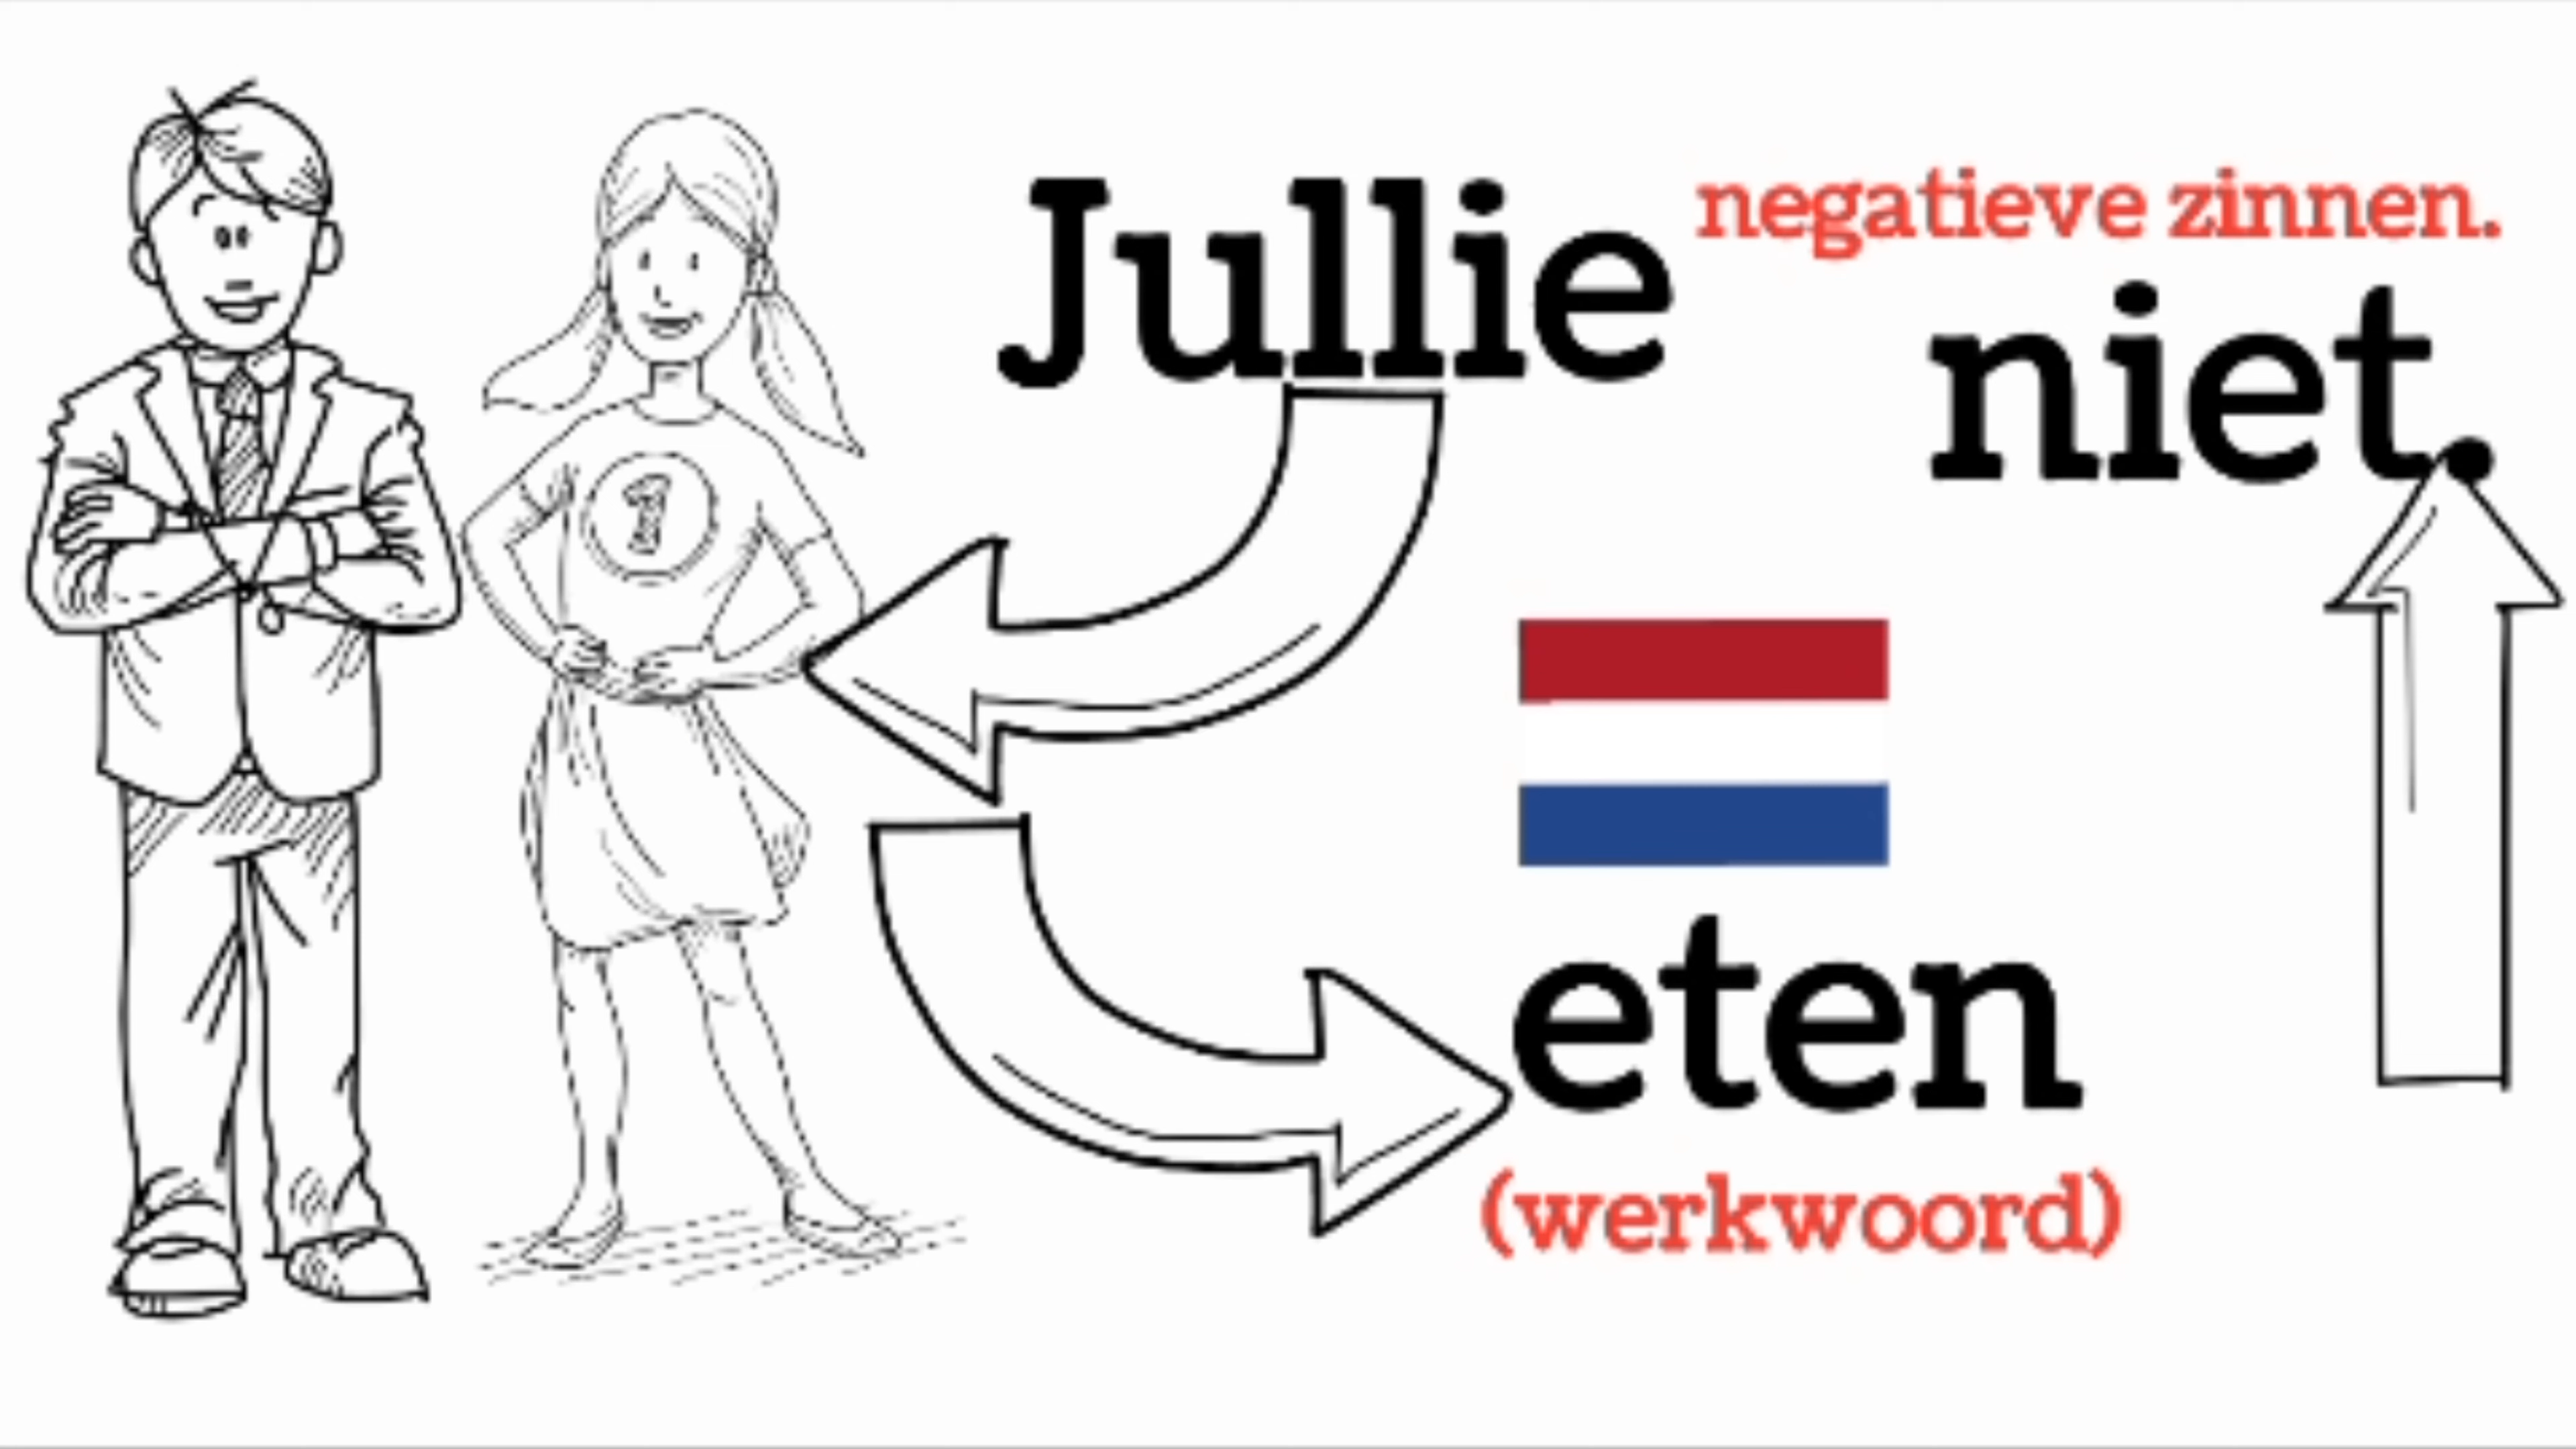 Jullie
negatieve zinnen.
niet.
1
eten
(werkwoord)